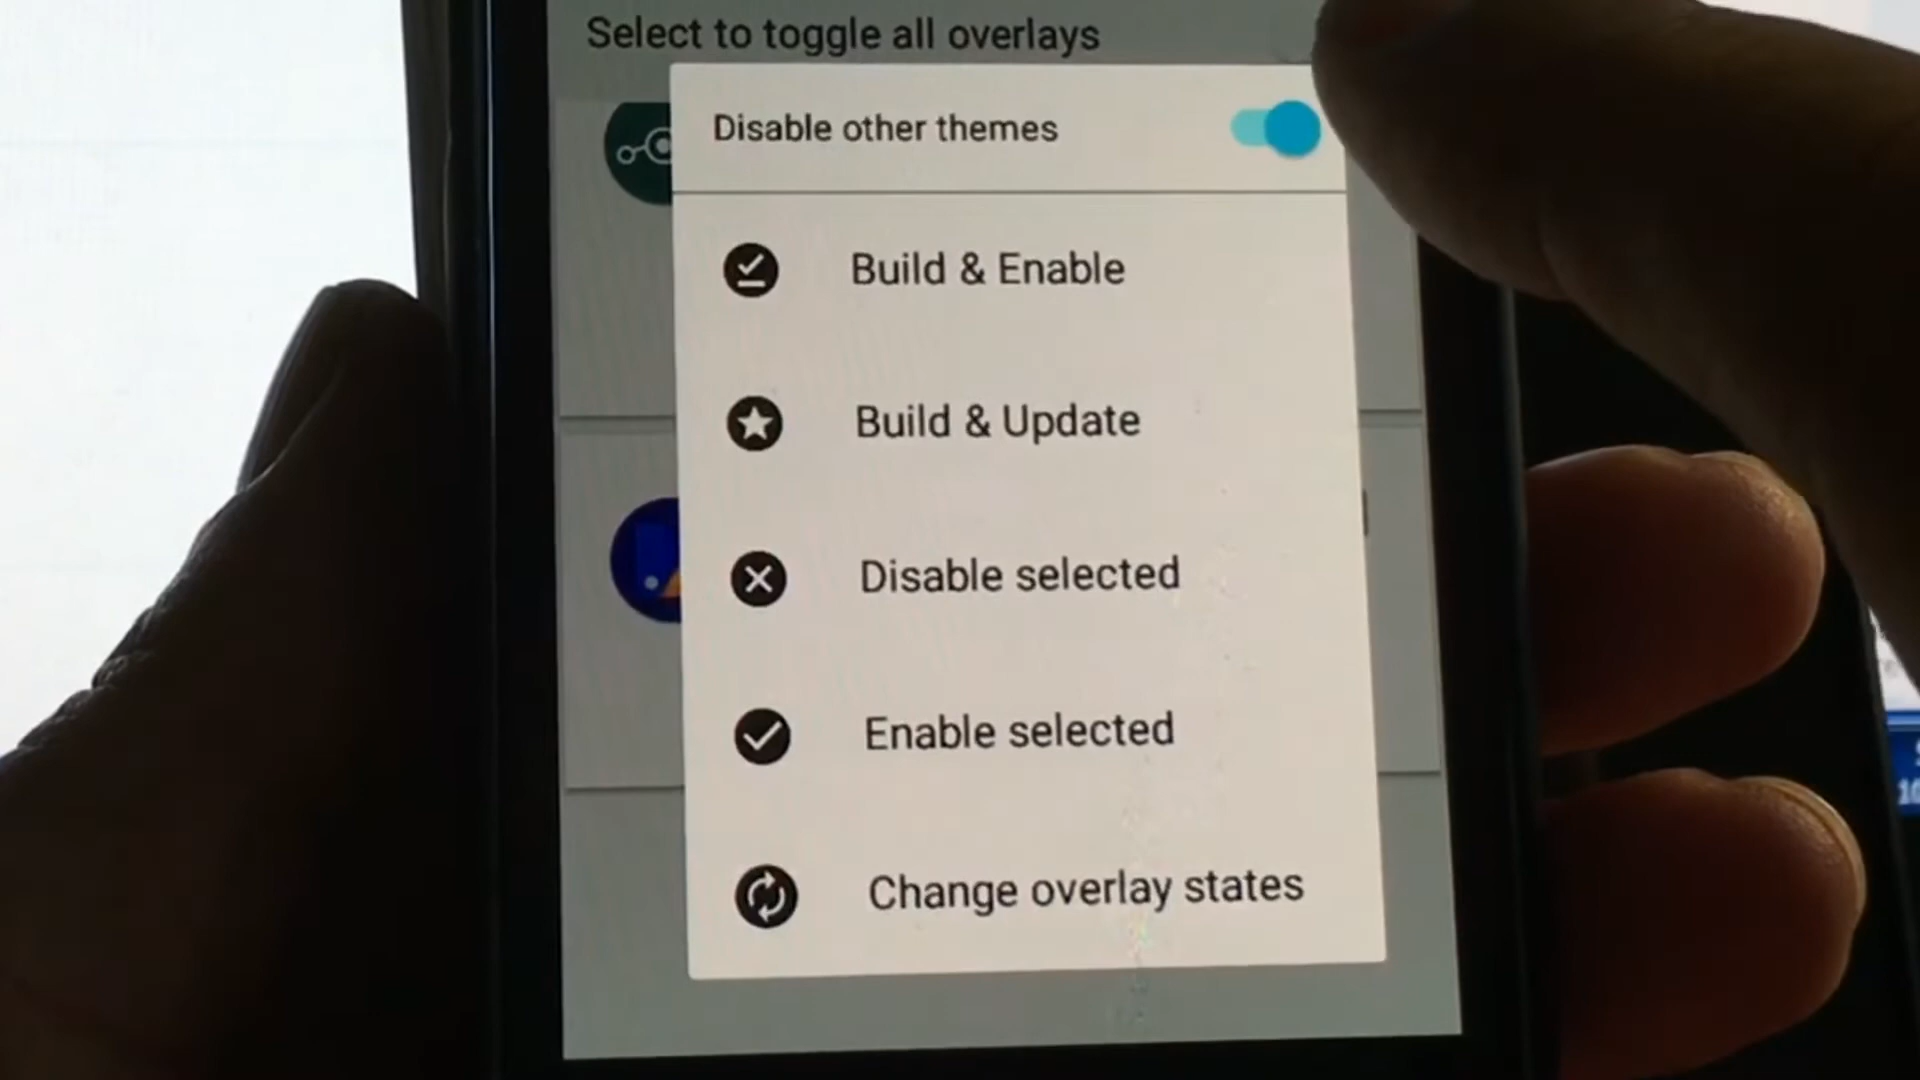 Select to toggle all overlays
Disable other themes
Build & Enable
Build & Update
Disable selected
Enable selected
Change overlay states